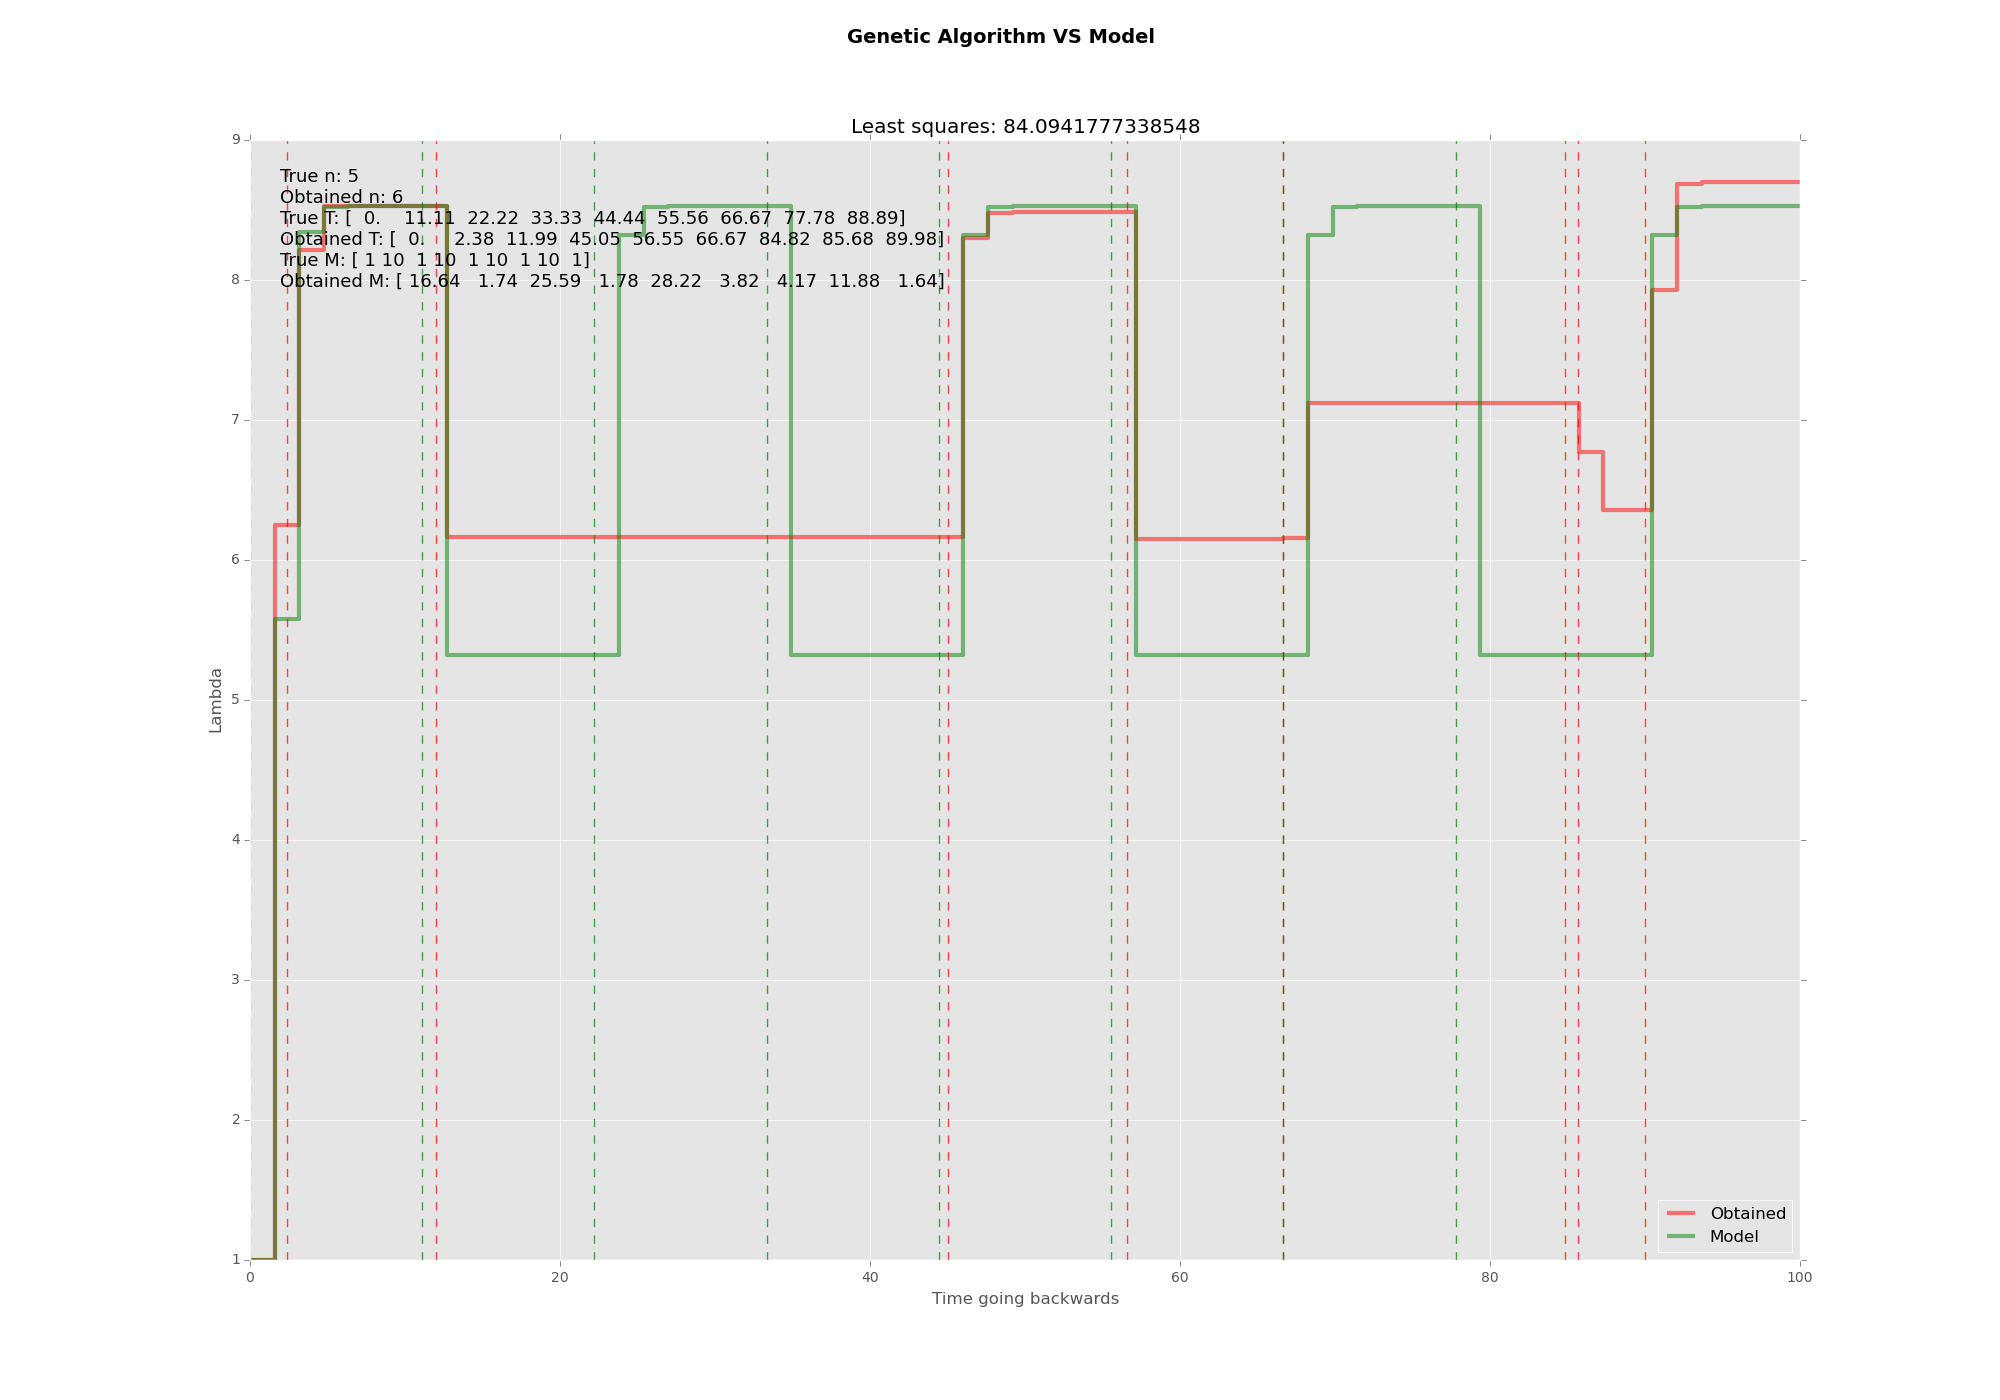 Genetic Algorithm VS Model
Least squares: 84.0941777338548
9
8
7
6
5
4
3
2
1
Lambda
True n: 5
Obtained n: 6
True T: [ 0. 11.11 22.22 33.33 44.44 55.56 66.67 77.78 88.89]
Obtained T: [ 0. 2.38 11.99 45.05 56.55 66.67 84.82 85.68 89.98]
True M: [ 1 10 1 10 1 10 1 10 1]
Obtained M: [ 16.64 1.74 25.59 1.78 28.22 3.82 4.17 11.88 1.64]
Obtained
Model
0 20 40 60 80 100
Time going backwards